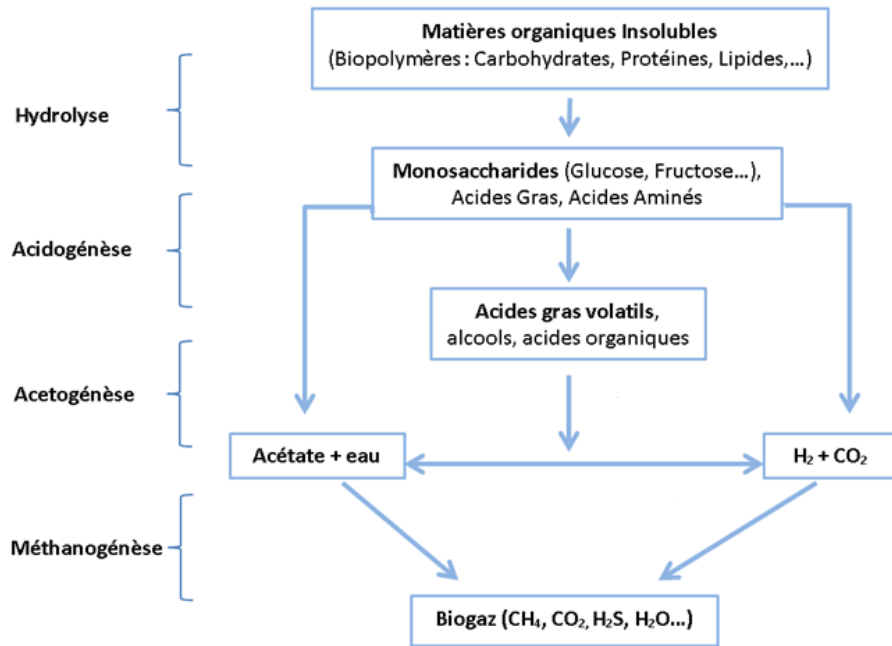 Matières organiques Insolubles
(Biopolymères : Carbohydrates, Protéines, Lipides,...)
Hydrolyse
Monosaccharides (Glucose, Fructose...),
Acides Gras, Acides Aminés
Acidogénèse
Acides gras volatils,
alcools, acides organiques
Acetogénèse
Acétate + eau
H₂ + CO₂
Méthanogénèse
Biogaz (CH₄, CO₂, H₂S, H₂O...)